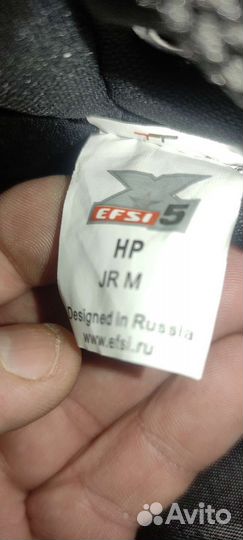 X
EFSI 5
HP
JR M
Designed in Russia
www.efsi.ru
Avito